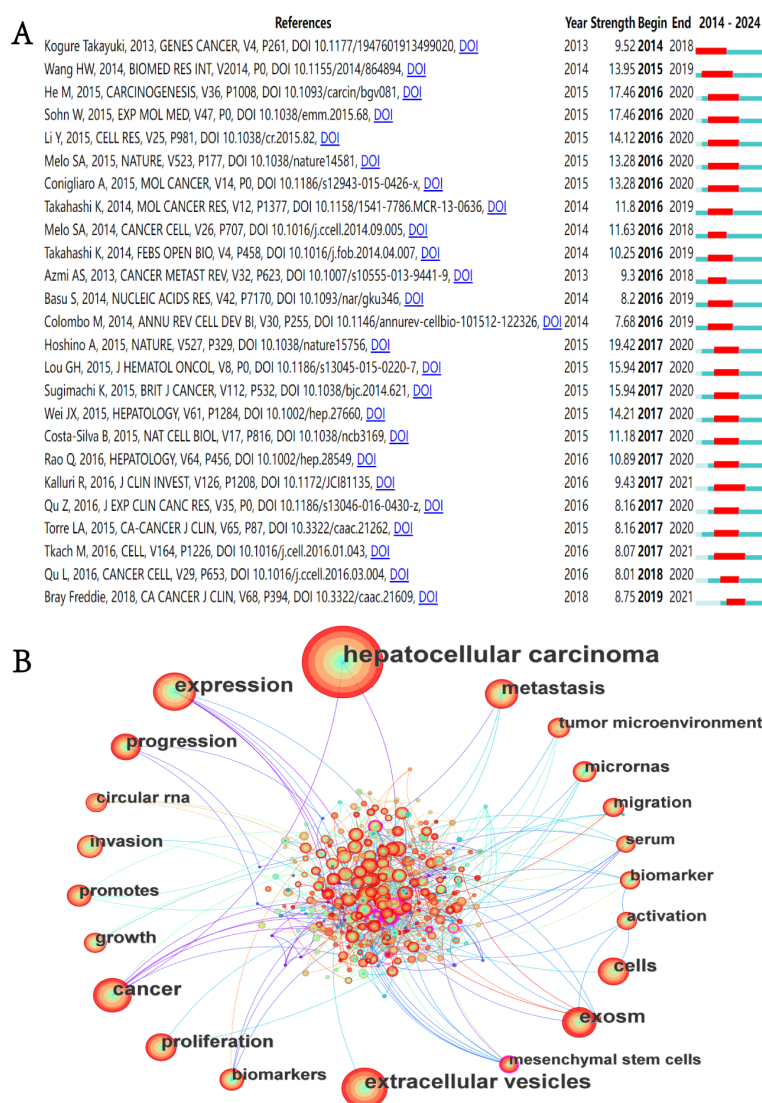 A
References Year Strength Begin End 2014 - 2024
Kogure Takayuki, 2013, GENES CANCER, V4, P261, DOI 10.1177/1947601913499020, DOI 2013 9.52 2014 2018
Wang HW, 2014, BIOMED RES INT, V2014, P0, DOI 10.1155/2014/864894, DOI 2014 13.95 2015 2019
He M, 2015, CARCINOGENESIS, V36, P1008, DOI 10.1093/carcin/bgv081, DOI 2015 17.46 2016 2020
Sohn W, 2015, EXP MOL MED, V47, P0, DOI 10.1038/emm.2015.68, DOI 2015 17.46 2016 2020
Li Y, 2015, CELL RES, V25, P981, DOI 10.1038/cr.2015.82, DOI 2015 14.12 2016 2020
Melo SA, 2015, NATURE, V523, P177, DOI 10.1038/nature14581, DOI 2015 13.28 2016 2020
Conigliaro A, 2015, MOL CANCER, V14, P0, DOI 10.1186/s12943-015-0426-x, DOI 2015 13.28 2016 2020
Takahashi K, 2014, MOL CANCER RES, V12, P1377, DOI 10.1158/1541-7786.MCR-13-0636, DOI 2014 11.8 2016 2019
Melo SA, 2014, CANCER CELL, V26, P707, DOI 10.1016/j.ccell.2014.09.005, DOI 2014 11.63 2016 2018
Takahashi K, 2014, FEBS OPEN BIO, V4, P458, DOI 10.1016/j.fob.2014.04.007, DOI 2014 10.25 2016 2019
Azmi AS, 2013, CANCER METAST REV, V32, P623, DOI 10.1007/s10555-013-9441-9, DOI 2013 9.3 2016 2018
Basu S, 2014, NUCLEIC ACIDS RES, V42, P7170, DOI 10.1093/nar/gku346, DOI 2014 8.2 2016 2019
Colombo M, 2014, ANNU REV CELL DEV BI, V30, P255, DOI 10.1146/annurev-cellbio-101512-122326, DOI 2014 7.68 2016 2019
Hoshino A, 2015, NATURE, V527, P329, DOI 10.1038/nature15756, DOI 2015 19.42 2017 2020
Lou GH, 2015, J HEMATOL ONCOL, V8, P0, DOI 10.1186/s13045-015-0220-7, DOI 2015 15.94 2017 2020
Sugimachi K, 2015, BRIT J CANCER, V112, P532, DOI 10.1038/bjc.2014.621, DOI 2015 15.94 2017 2020
Wei JX, 2015, HEPATOLOGY, V61, P1284, DOI 10.1002/hep.27660, DOI 2015 14.21 2017 2020
Costa-Silva B, 2015, NAT CELL BIOL, V17, P816, DOI 10.1038/ncb3169, DOI 2015 11.18 2017 2020
Rao Q, 2016, HEPATOLOGY, V64, P456, DOI 10.1002/hep.28549, DOI 2016 10.89 2017 2020
Kalluri R, 2016, J CLIN INVEST, V126, P1208, DOI 10.1172/JCI81135, DOI 2016 9.43 2017 2021
Qu Z, 2016, J EXP CLIN CANC RES, V35, P0, DOI 10.1186/s13046-016-0430-z, DOI 2016 8.16 2017 2020
Torre LA, 2015, CA-CANCER J CLIN, V65, P87, DOI 10.3322/caac.21262, DOI 2015 8.16 2017 2020
Tkach M, 2016, CELL, V164, P1226, DOI 10.1016/j.cell.2016.01.043, DOI 2016 8.07 2017 2021
Qu L, 2016, CANCER CELL, V29, P653, DOI 10.1016/j.ccell.2016.03.004, DOI 2016 8.01 2018 2020
Bray Freddie, 2018, CA CANCER J CLIN, V68, P394, DOI 10.3322/caac.21609, DOI 2018 8.75 2019 2021
B
hepatocellular carcinoma
expression
metastasis
tumor microenvironment
progression
micrornas
circular rna
migration
invasion
serum
biomarker
promotes
activation
growth
cells
cancer
exosm
proliferation
meschymal stem cells
biomarkers
extracellular vesicles